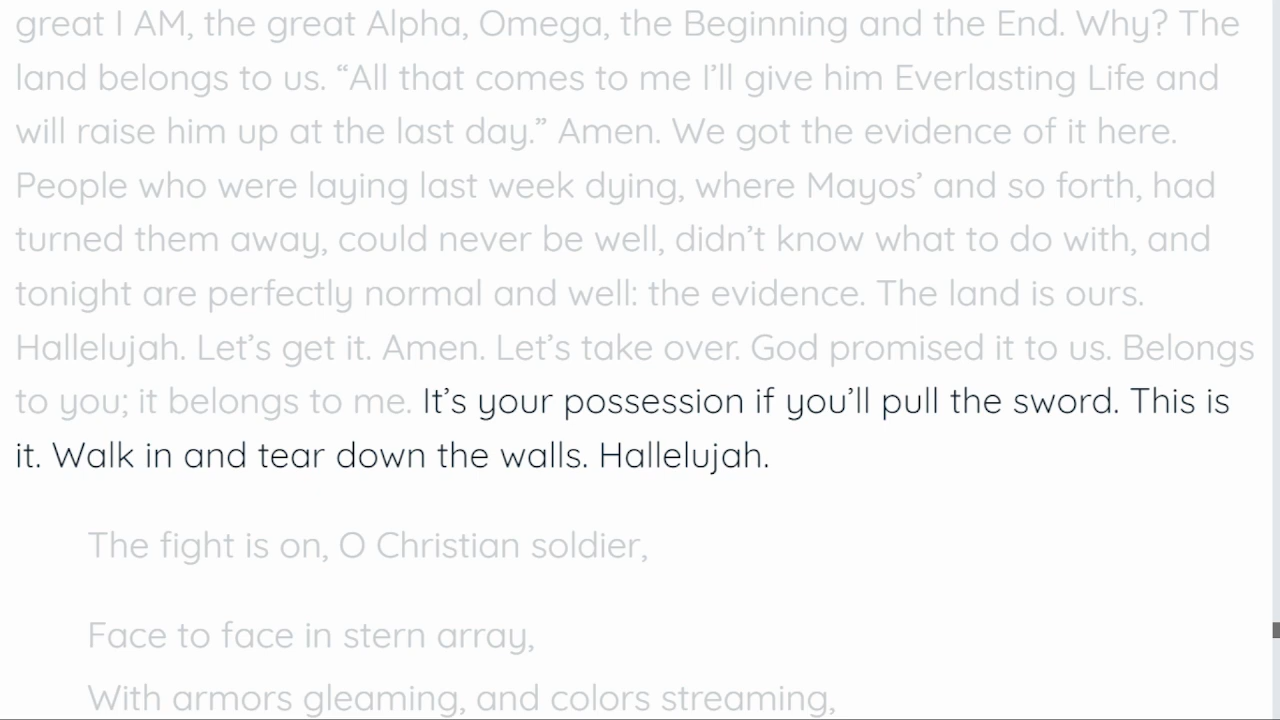 great I AM, the great Alpha, Omega, the Beginning and the End. Why? The
land belongs to us. “All that comes to me I’ll give him Everlasting Life and
will raise him up at the last day.” Amen. We got the evidence of it here.
People who were laying last week dying, where Mayos’ and so forth, had
turned them away, could never be well, didn’t know what to do with, and
tonight are perfectly normal and well: the evidence. The land is ours.
Hallelujah. Let’s get it. Amen. Let’s take over. God promised it to us. Belongs
to you; it belongs to me. It’s your possession if you’ll pull the sword. This is
it. Walk in and tear down the walls. Hallelujah.
The fight is on, O Christian soldier,
Face to face in stern array,
With armors gleaming, and colors streaming,